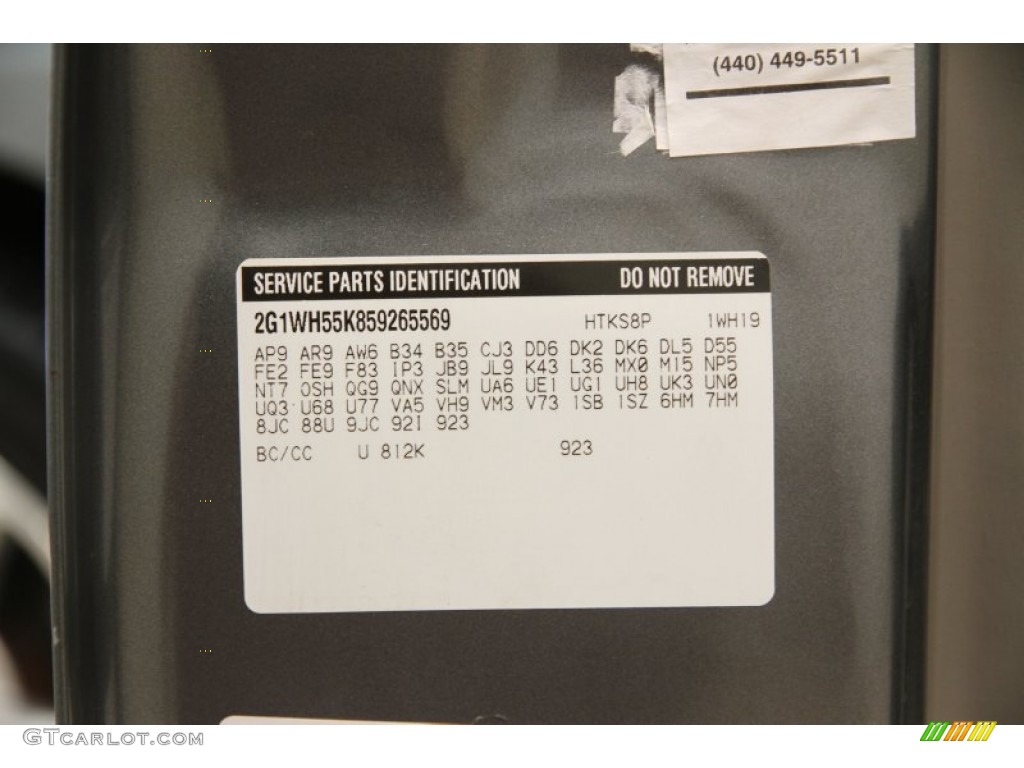 (440) 449-5511
SERVICE PARTS IDENTIFICATION DO NOT REMOVE
2G1WH55K859265569 HTKS8P 1WH19
AP9 AR9 AW6 B34 B35 CJ3 DD6 DK2 DK6 DL5 D55
FE2 FE9 F83 IP3 JB9 JL9 K43 L36 MX0 M15 NP5
NT7 OSH QG9 QNX SLM UA6 UE1 UG1 UH8 UK3 UN0
UQ3 U68 U77 VA5 VH9 VM3 V73 1SB 1SZ 6HM 7HM
8JC 88U 9JC 92I 923
BC/CC U 812K 923
GTCARLOT.COM